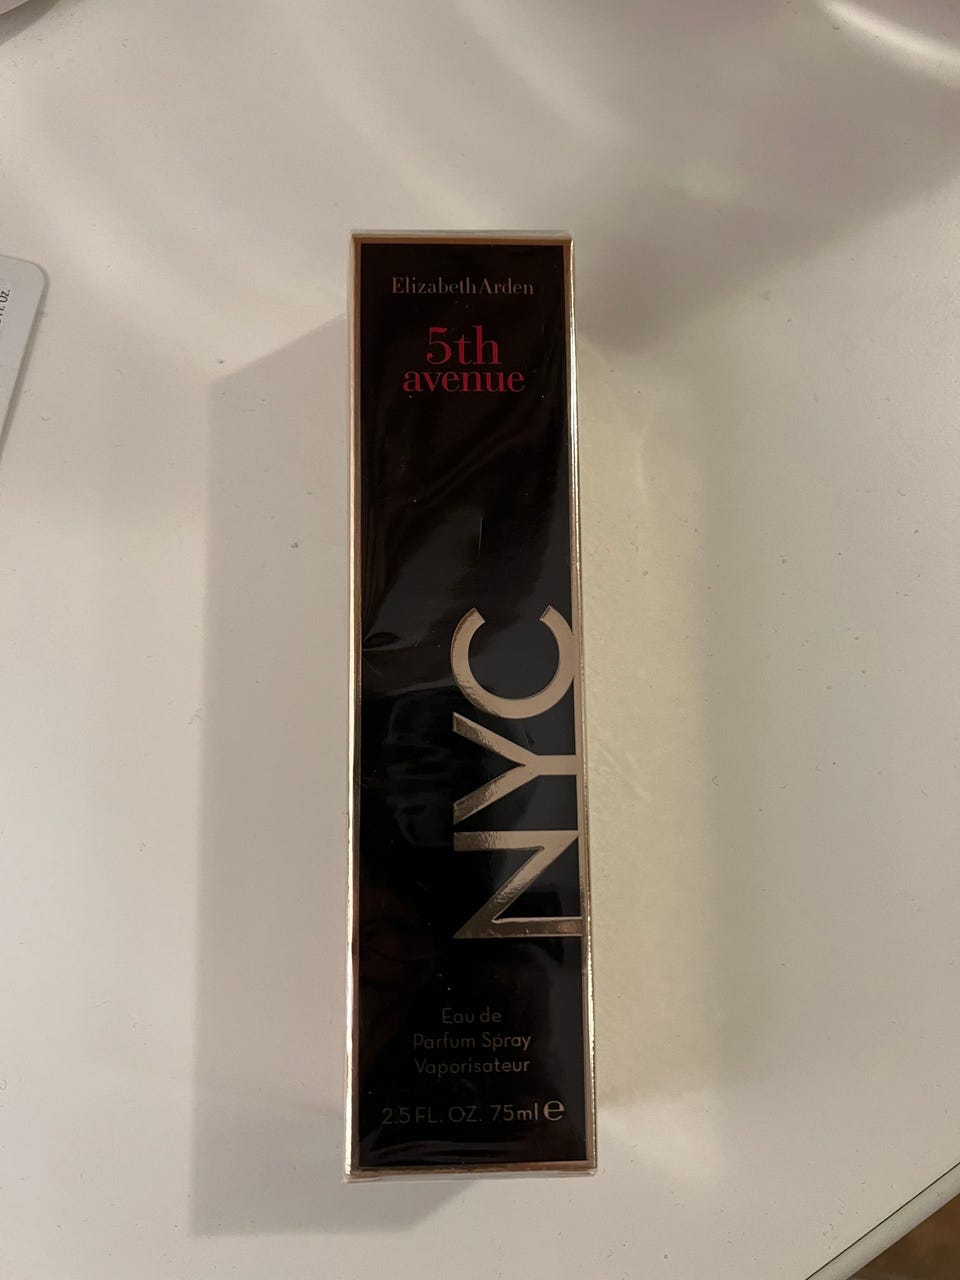 ElizabethArden
5th
avenue
NYC
Eau de
Parfum Spray
Vaporisateur
2.5 FL. OZ. 75ml e